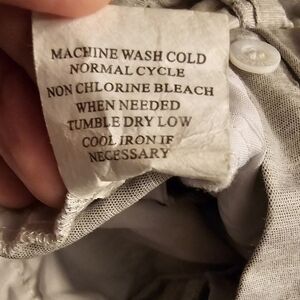 MACHINE WASH COLD
NORMAL CYCLE
NON CHLORINE BLEACH
WHEN NEEDED
TUMBLE DRY LOW
COOL IRON IF
NECESSARY